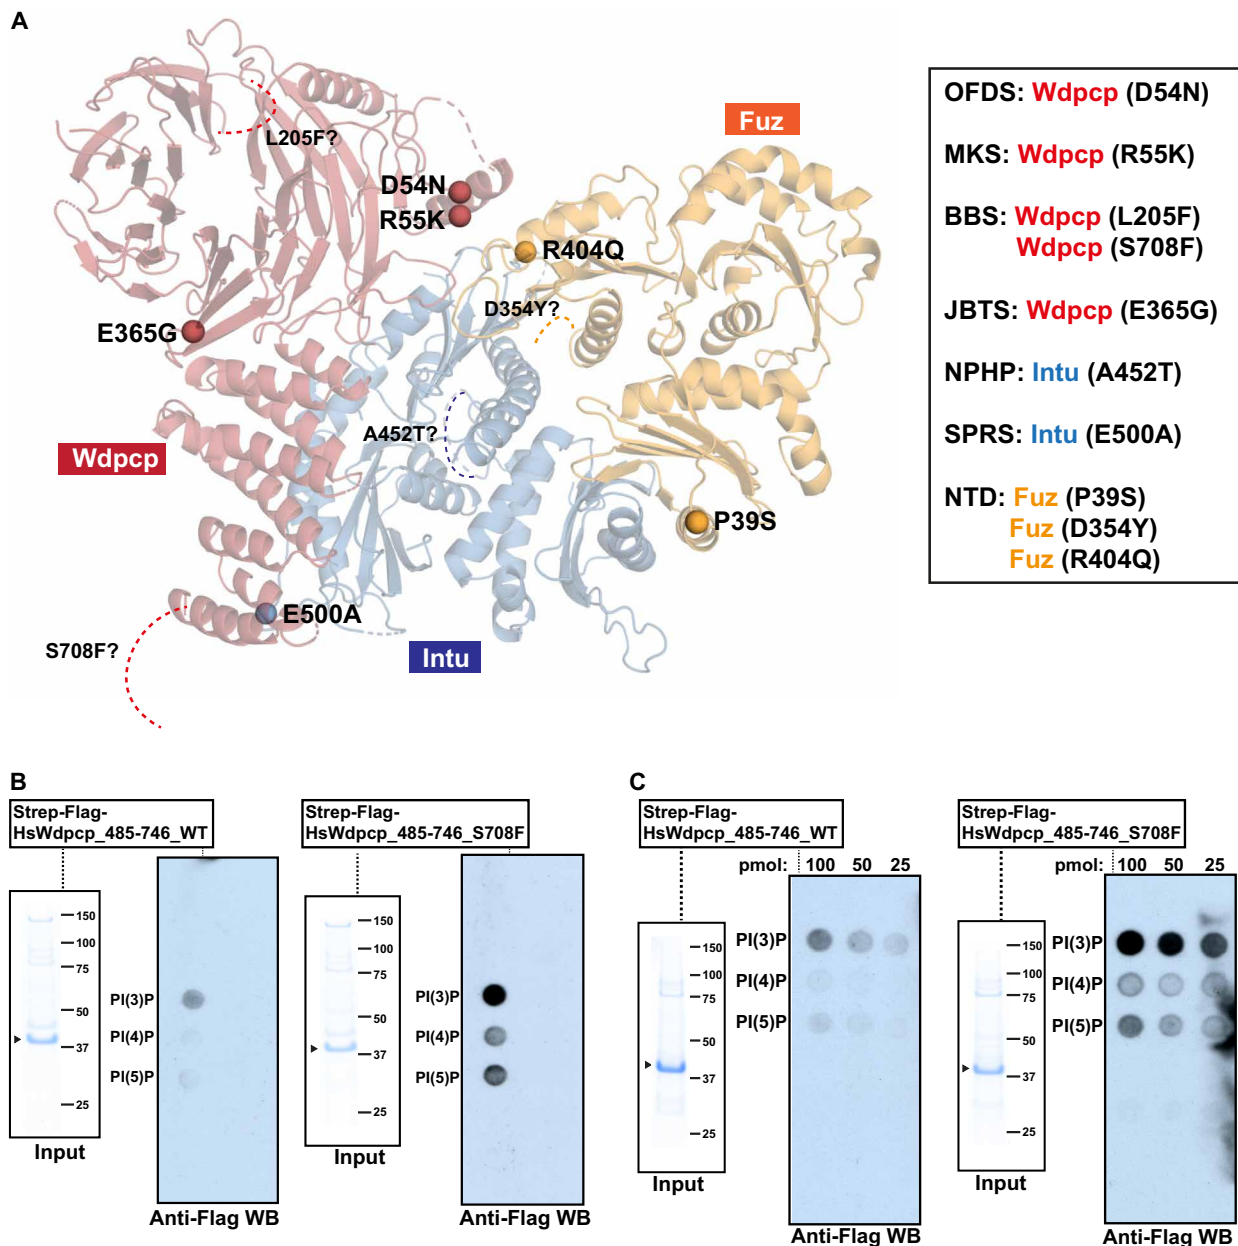 A
L205F?
D54N
R55K
Fuz
R404Q
D354Y?
E365G
A452T?
Wdpcp
P39S
E500A
S708F?
Intu
OFDS: Wdpcp (D54N)
MKS: Wdpcp (R55K)
BBS: Wdpcp (L205F)
Wdpcp (S708F)
JBTS: Wdpcp (E365G)
NPHP: Intu (A452T)
SPRS: Intu (E500A)
NTD: Fuz (P39S)
Fuz (D354Y)
Fuz (R404Q)
B
Strep-Flag-
HsWdpcp_485-746_WT
150
100
75
50
37
25
Input
PI(3)P
PI(4)P
PI(5)P
Anti-Flag WB
Strep-Flag-
HsWdpcp_485-746_S708F
150
100
75
50
37
25
Input
PI(3)P
PI(4)P
PI(5)P
Anti-Flag WB
C
Strep-Flag-
HsWdpcp_485-746_WT
pmol: 100 50 25
150
100
75
50
37
25
Input
PI(3)P
PI(4)P
PI(5)P
Anti-Flag WB
Strep-Flag-
HsWdpcp_485-746_S708F
100 50 25
150
100
75
50
37
25
Input
PI(3)P
PI(4)P
PI(5)P
Anti-Flag WB